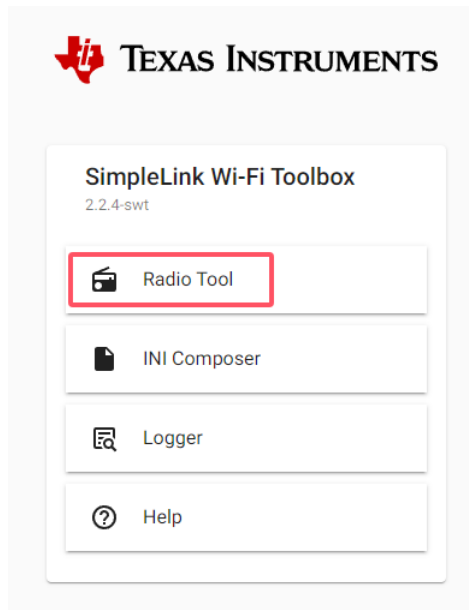 TEXAS INSTRUMENTS
SimpleLink Wi-Fi Toolbox
2.2.4-swt
Radio Tool
INI Composer
Logger
Help